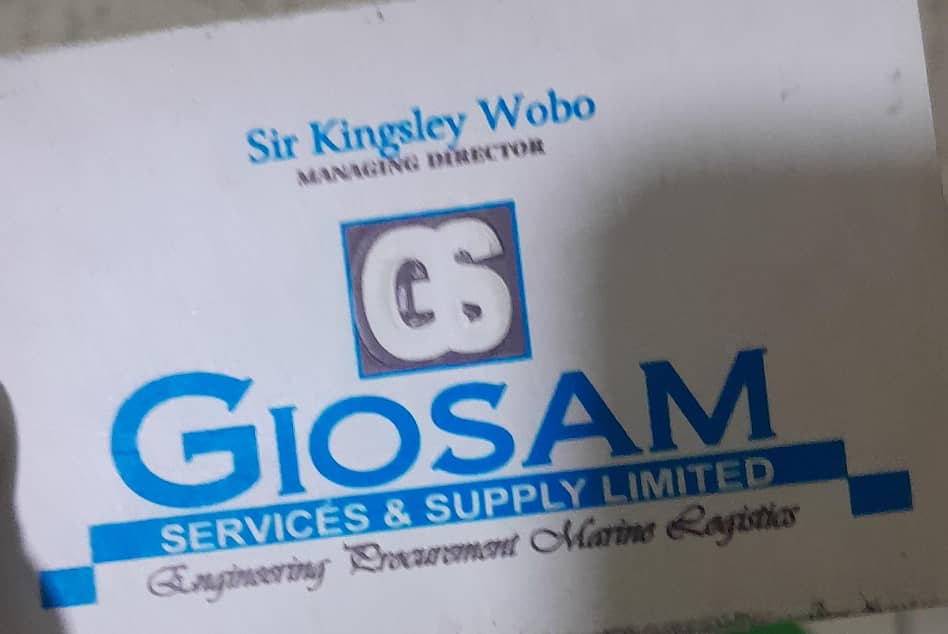 Sir Kingsley Wobo
MANAGING DIRECTOR
GS
GIOSAM
SERVICES & SUPPLY LIMITED
Engineering Procurement Marine Logistics